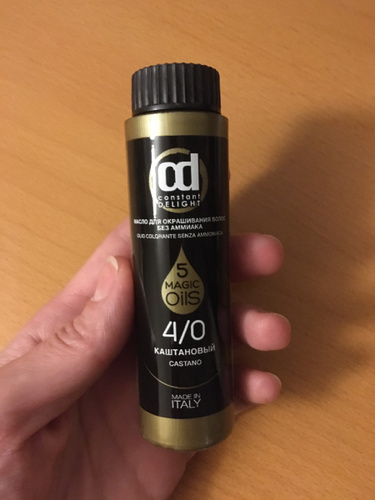 cd
constant
DELIGHT
МАСЛО ДЛЯ ОКРАШИВАНИЯ ВОЛОС
БЕЗ АММИАКА
OLIO COLORANTE SENZA AMMONIACA
5
MAGIC
OilS
4/0
КАШТАНОВЫЙ
CASTANO
MADE IN
ITALY